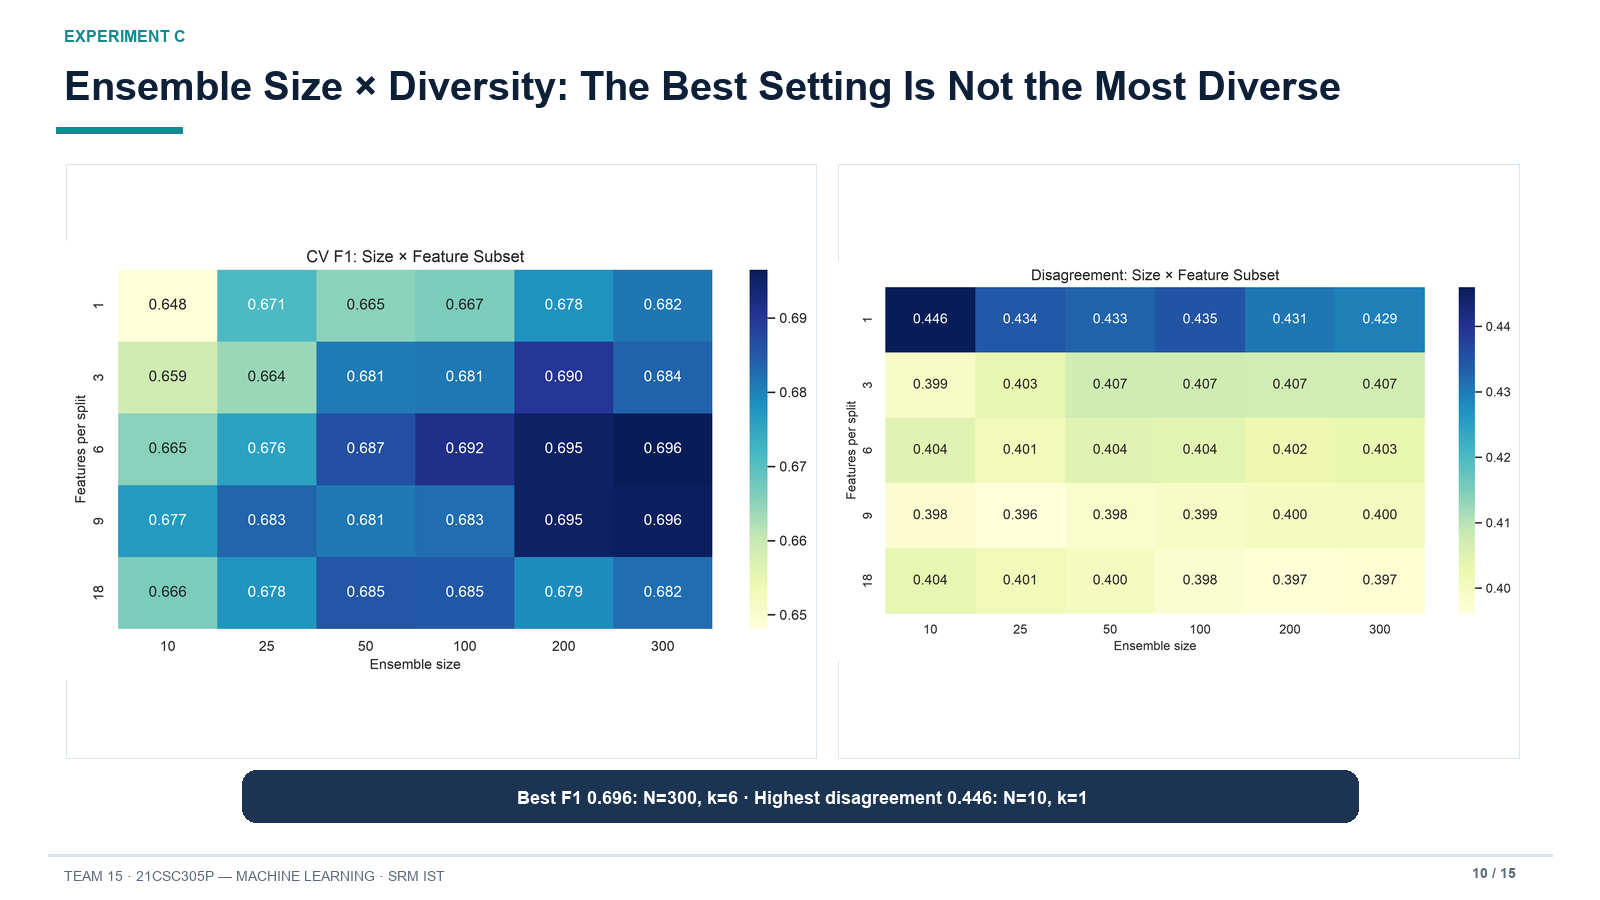 EXPERIMENT C
Ensemble Size × Diversity: The Best Setting Is Not the Most Diverse
CV F1: Size × Feature Subset
Features per split
1 0.648 0.671 0.665 0.667 0.678 0.682
3 0.659 0.664 0.681 0.681 0.690 0.684
6 0.665 0.676 0.687 0.692 0.695 0.696
9 0.677 0.683 0.681 0.683 0.695 0.696
18 0.666 0.678 0.685 0.685 0.679 0.682
10 25 50 100 200 300
Ensemble size
0.69
0.68
0.67
0.66
0.65
Disagreement: Size × Feature Subset
Features per split
1 0.446 0.434 0.433 0.435 0.431 0.429
3 0.399 0.403 0.407 0.407 0.407 0.407
6 0.404 0.401 0.404 0.404 0.402 0.403
9 0.398 0.396 0.398 0.399 0.400 0.400
18 0.404 0.401 0.400 0.398 0.397 0.397
10 25 50 100 200 300
Ensemble size
0.44
0.43
0.42
0.41
0.40
Best F1 0.696: N=300, k=6 · Highest disagreement 0.446: N=10, k=1
TEAM 15 · 21CSC305P — MACHINE LEARNING · SRM IST
10 / 15